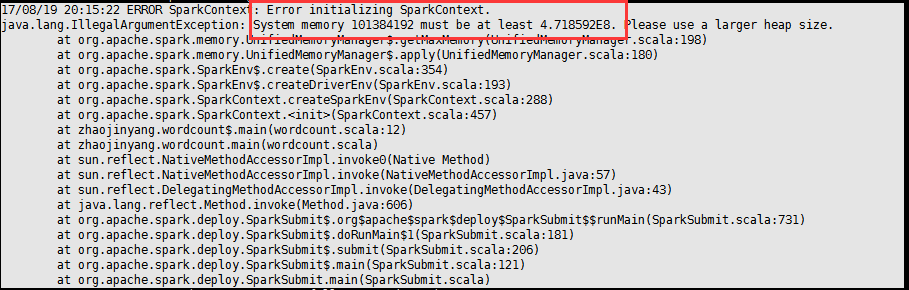 17/08/19 20:15:22 ERROR SparkContext: Error initializing SparkContext.
java.lang.IllegalArgumentException: System memory 101384192 must be at least 4.718592E8. Please use a larger heap size.
at org.apache.spark.memory.UnifiedMemoryManager$.getMaxMemory(UnifiedMemoryManager.scala:198)
at org.apache.spark.memory.UnifiedMemoryManager$.apply(UnifiedMemoryManager.scala:180)
at org.apache.spark.SparkEnv$.create(SparkEnv.scala:354)
at org.apache.spark.SparkEnv$.createDriverEnv(SparkEnv.scala:193)
at org.apache.spark.SparkContext.createSparkEnv(SparkContext.scala:288)
at org.apache.spark.SparkContext.<init>(SparkContext.scala:457)
at zhaojinyang.wordcount$.main(wordcount.scala:12)
at zhaojinyang.wordcount.main(wordcount.scala)
at sun.reflect.NativeMethodAccessorImpl.invoke0(Native Method)
at sun.reflect.NativeMethodAccessorImpl.invoke(NativeMethodAccessorImpl.java:57)
at sun.reflect.DelegatingMethodAccessorImpl.invoke(DelegatingMethodAccessorImpl.java:43)
at java.lang.reflect.Method.invoke(Method.java:606)
at org.apache.spark.deploy.SparkSubmit$.org$apache$spark$deploy$SparkSubmit$$runMain(SparkSubmit.scala:731)
at org.apache.spark.deploy.SparkSubmit$.doRunMain$1(SparkSubmit.scala:181)
at org.apache.spark.deploy.SparkSubmit$.submit(SparkSubmit.scala:206)
at org.apache.spark.deploy.SparkSubmit$.main(SparkSubmit.scala:121)
at org.apache.spark.deploy.SparkSubmit.main(SparkSubmit.scala)